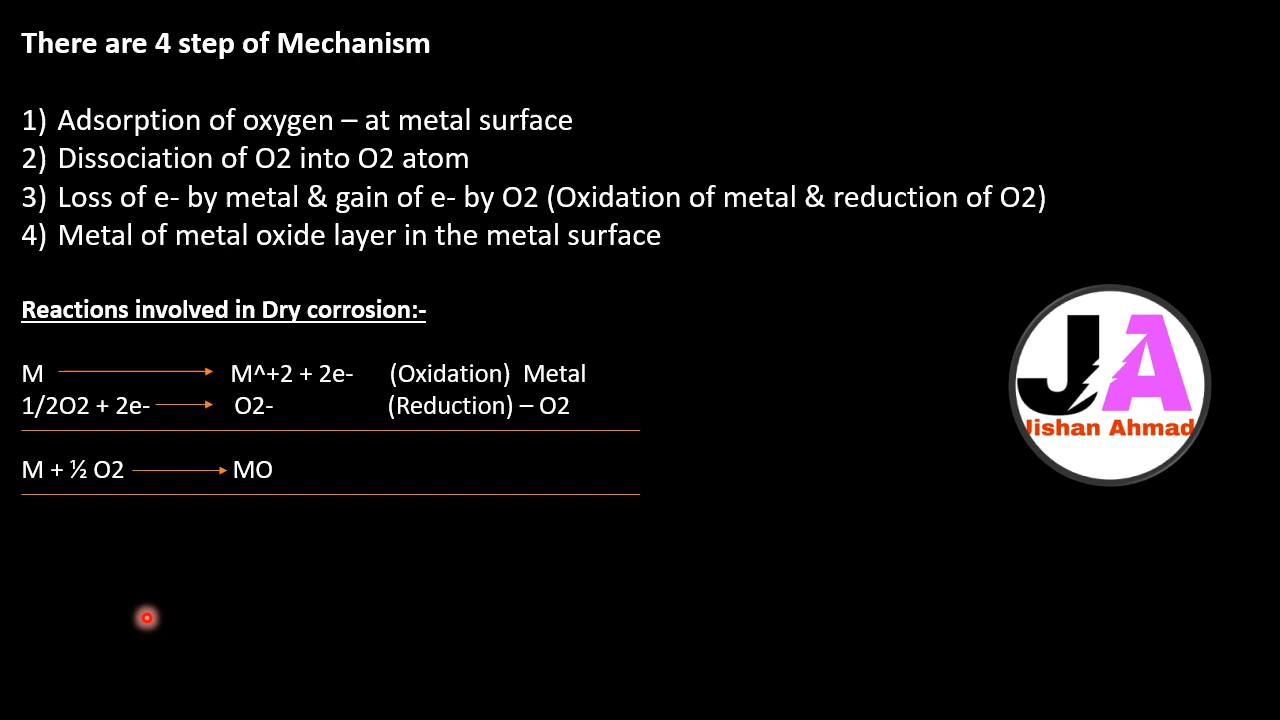 There are 4 step of Mechanism
1) Adsorption of oxygen – at metal surface
2) Dissociation of O2 into O2 atom
3) Loss of e- by metal & gain of e- by O2 (Oxidation of metal & reduction of O2)
4) Metal of metal oxide layer in the metal surface
Reactions involved in Dry corrosion:-
M M^+2 + 2e- (Oxidation) Metal
1/2O2 + 2e- O2- (Reduction) – O2
M + ½ O2 MO
JA
Jishan Ahmad